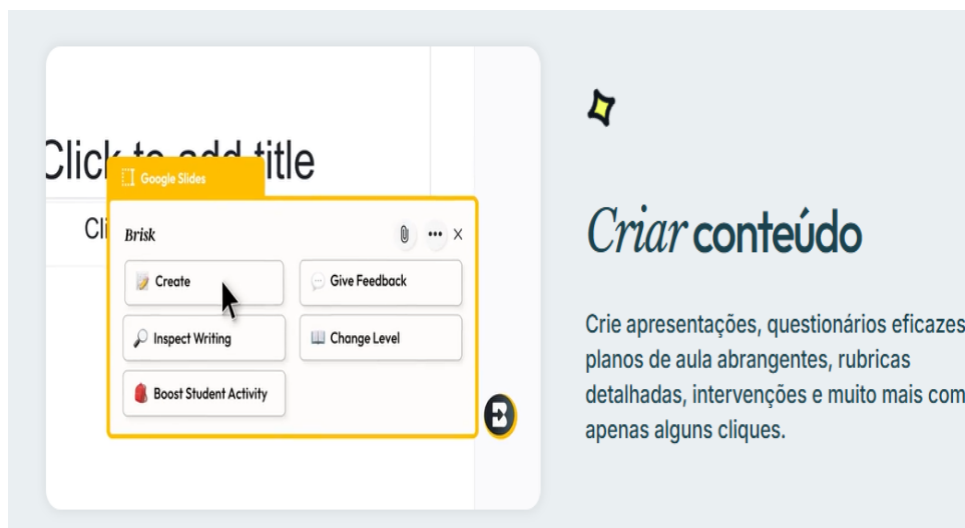 Click to add title
Google Slides
Cli
Brisk
Create
Give Feedback
Inspect Writing
Change Level
Boost Student Activity
Criar conteúdo
Crie apresentações, questionários eficazes
planos de aula abrangentes, rubricas
detalhadas, intervenções e muito mais com
apenas alguns cliques.